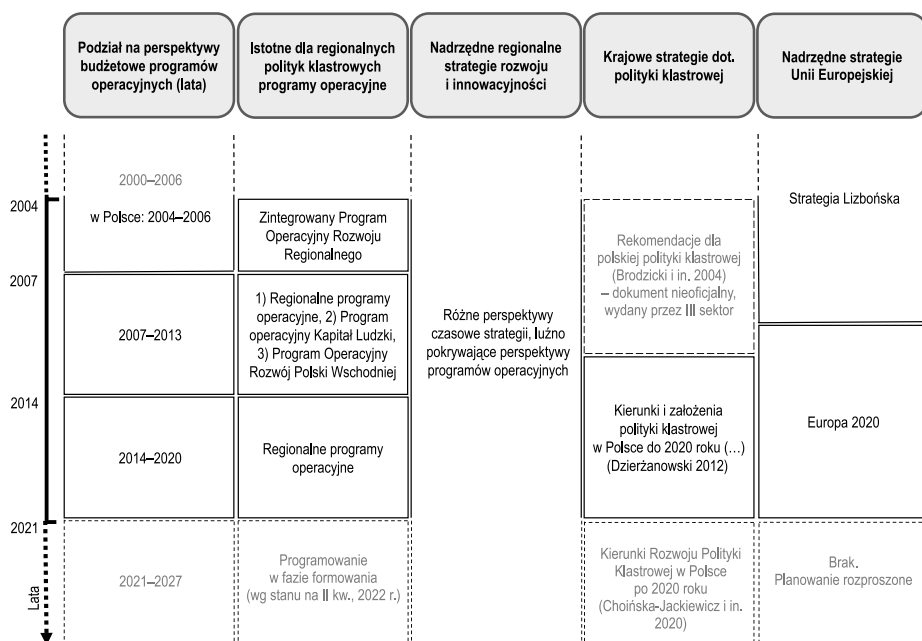 Podział na perspektywy
budżetowe programów
operacyjnych (lata)
Istotne dla regionalnych
polityk klastrowych
programy operacyjne
Nadrzędne regionalne
strategie rozwoju
i innowacyjności
Krajowe strategie dot.
polityki klastrowej
Nadrzędne strategie
Unii Europejskiej
2000–2006
2004
w Polsce: 2004–2006
Zintegrowany Program
Operacyjny Rozwoju
Regionalnego
Rekomendacje dla
polskiej polityki klastrowej
(Brodzicki i in. 2004)
– dokument nieoficjalny,
wydany przez III sektor
Strategia Lizbońska
2007
2007–2013
1) Regionalne programy
operacyjne, 2) Program
operacyjny Kapitał Ludzki,
3) Program Operacyjny
Rozwój Polski Wschodniej
Różne perspektywy
czasowe strategii, luźno
pokrywające perspektywy
programów operacyjnych
2014
2014–2020
Regionalne programy
operacyjne
Kierunki i założenia
polityki klastrowej
w Polsce do 2020 roku (...)
(Dzierżanowski 2012)
Europa 2020
2021
2021–2027
Programowanie
w fazie formowania
(wg stanu na II kw., 2022 r.)
Kierunki Rozwoju Polityki
Klastrowej w Polsce
po 2020 roku
(Choińska-Jackiewicz i in.
2020)
Brak.
Planowanie rozproszone
Lata